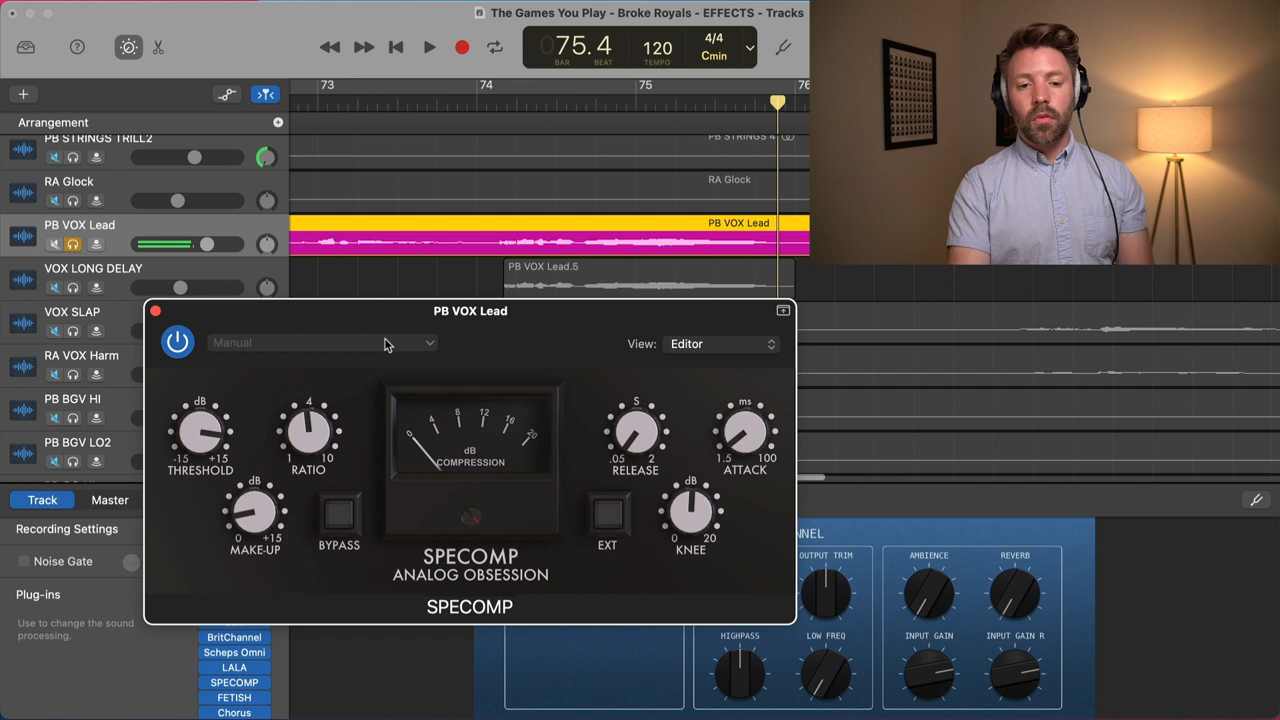 The Games You Play - Broke Royals - EFFECTS - Tracks
75.4
BAR BEAT
120
TEMPO
4/4
Cmin
73 74 75 76
Arrangement
PB STRINGS TRILL2
PB STRINGS 4
RA Glock
RA Glock
PB VOX Lead
PB VOX Lead
VOX LONG DELAY
PB VOX Lead.5
VOX SLAP
RA VOX Harm
PB BGV HI
PB BGV LO2
PB VOX Lead
Manual
View: Editor
dB
-15 +15
THRESHOLD
4
1 10
RATIO
0 4 8 12 16 20
dB
COMPRESSION
S
.05 2
RELEASE
ms
1.5 100
ATTACK
dB
0 +15
MAKE-UP
BYPASS
EXT
dB
0 20
KNEE
SPECOMP
ANALOG OBSESSION
SPECOMP
Track Master
Recording Settings
Noise Gate
Plug-ins
Use to change the sound
processing.
BritChannel
Scheps Omni
LALA
SPECOMP
FETISH
Chorus
NNEL
OUTPUT TRIM
AMBIENCE
REVERB
HIGHPASS
LOW FREQ
INPUT GAIN
INPUT GAIN R